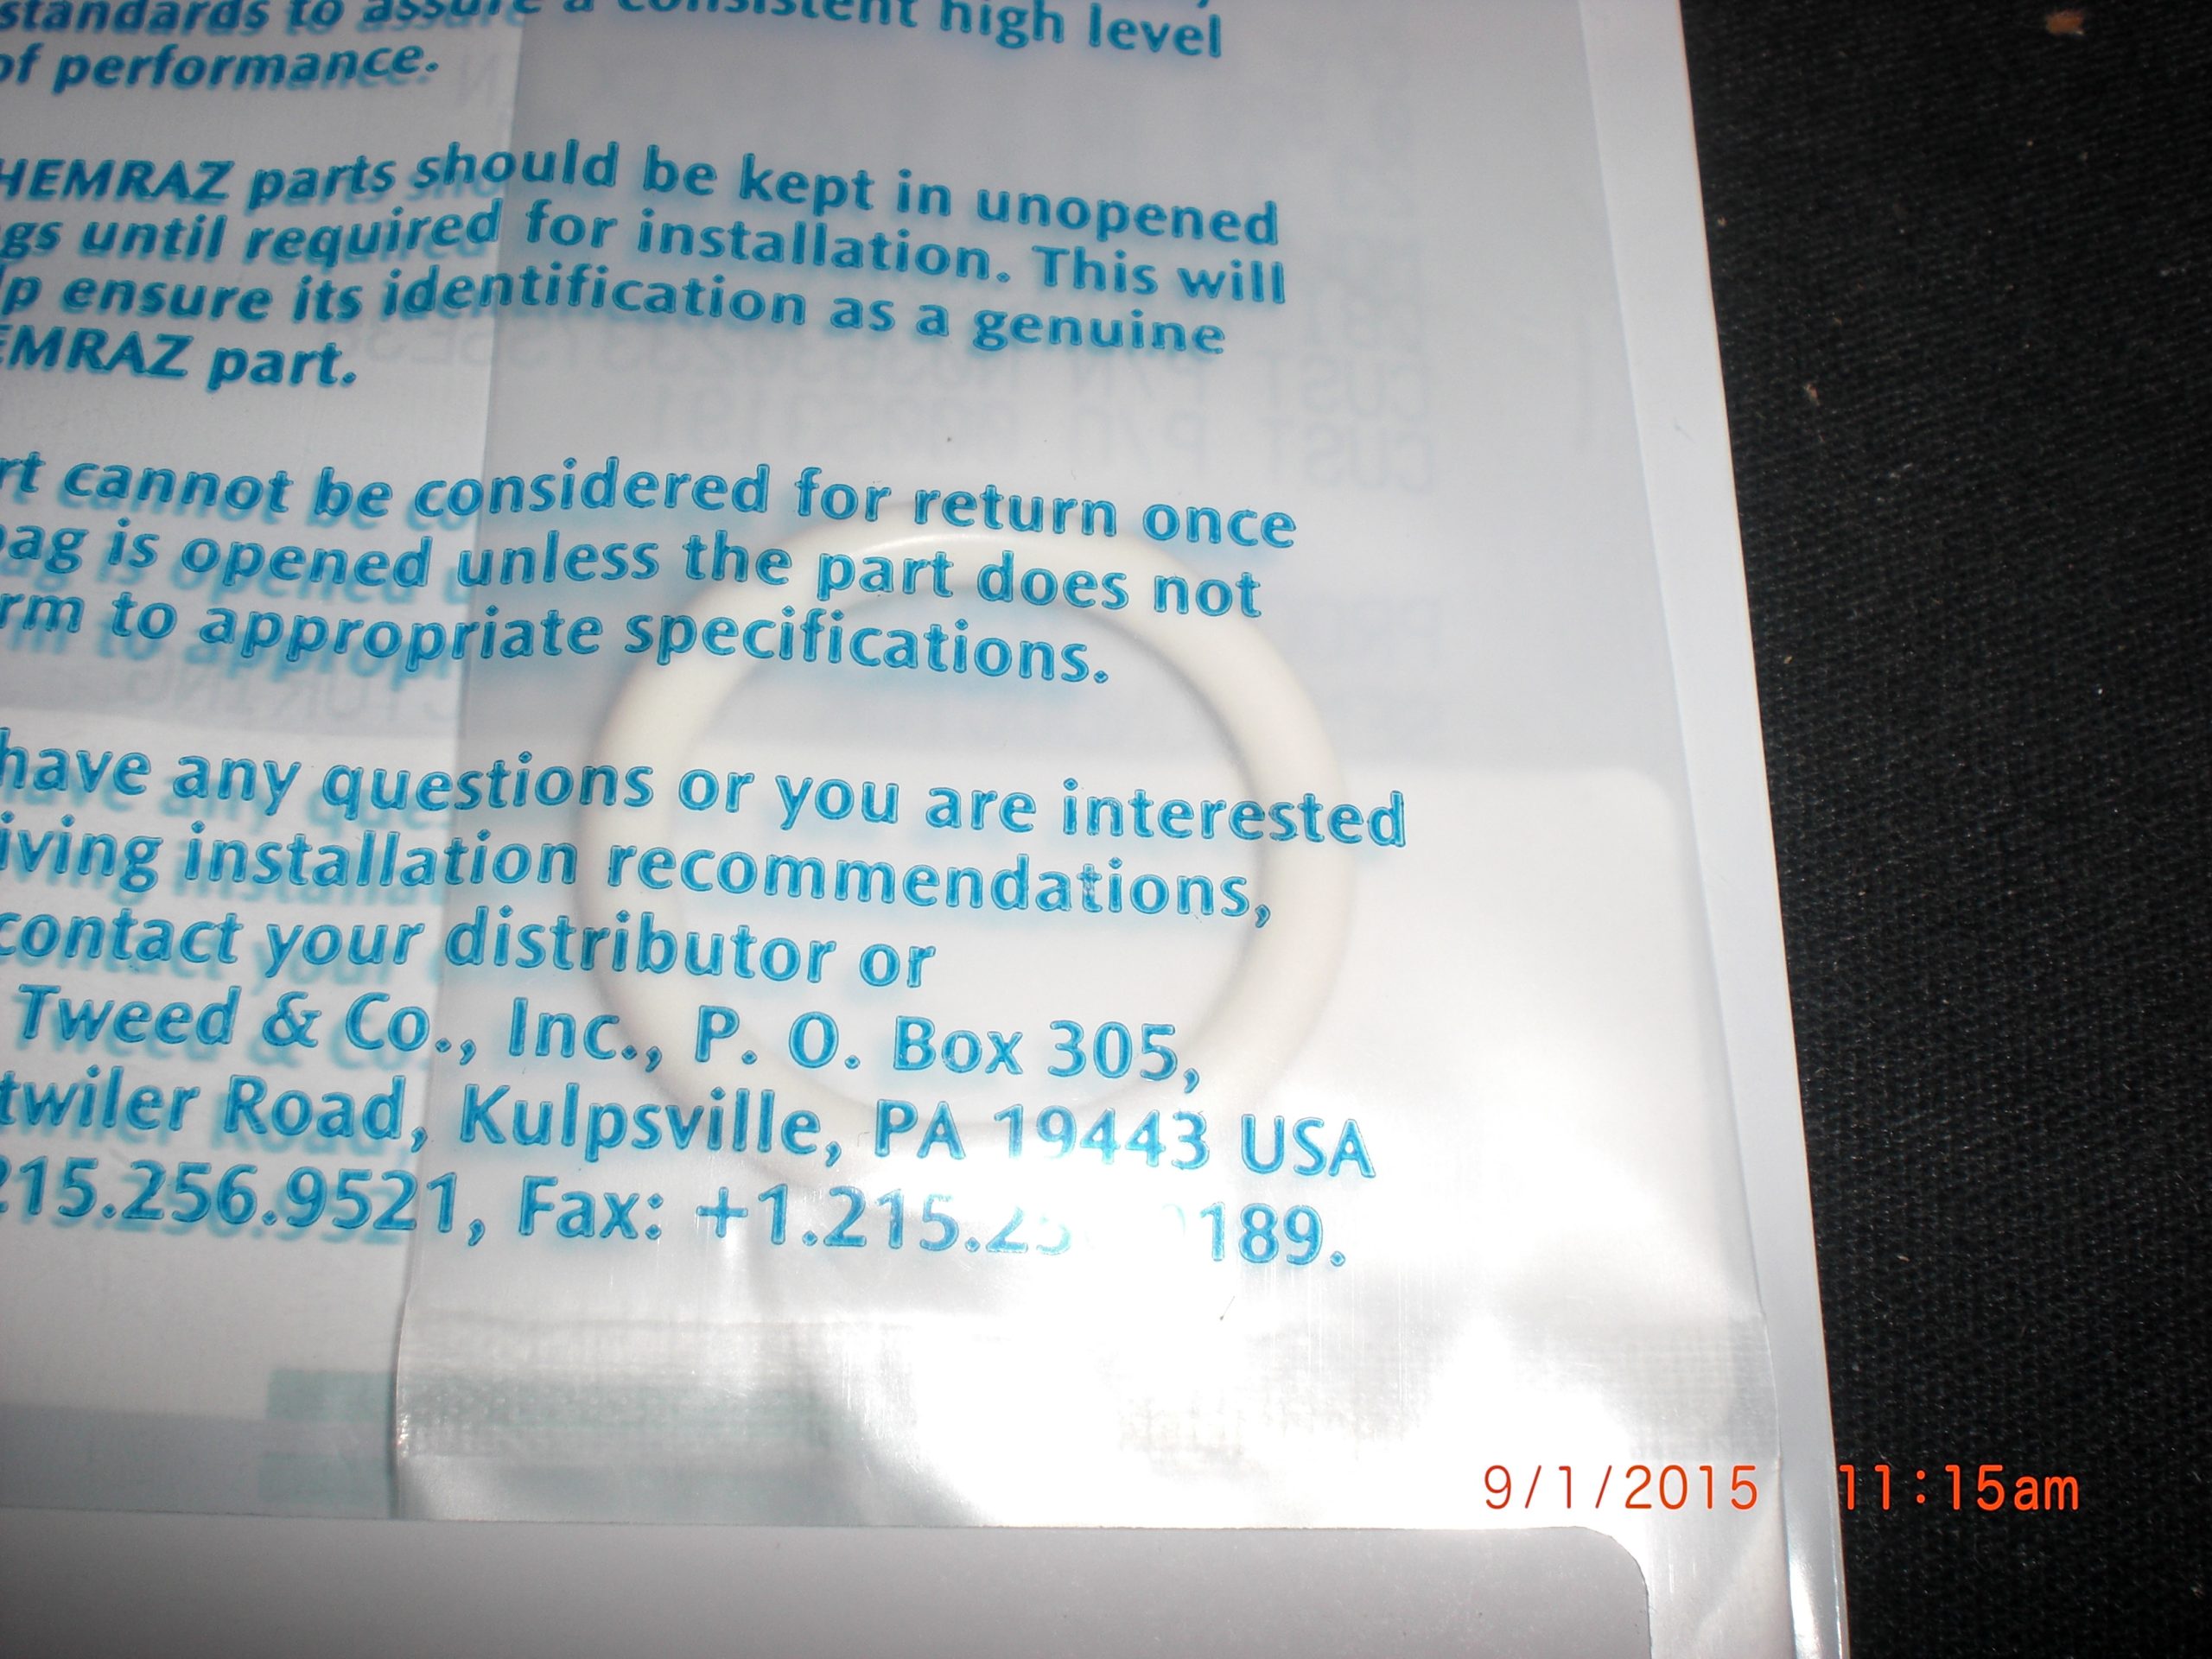 standards to assure a consistent high level
of performance.
HEMRAZ parts should be kept in unopened
gs until required for installation. This will
lp ensure its identification as a genuine
EMRAZ part.
rt cannot be considered for return once
bag is opened unless the part does not
rm to appropriate specifications.
have any questions or you are interested
iving installation recommendations,
contact your distributor or
Tweed & Co., Inc., P. O. Box 305,
twiler Road, Kulpsville, PA 19443 USA
215.256.9521, Fax: +1.215.25 189.
9/1/2015 11:15am